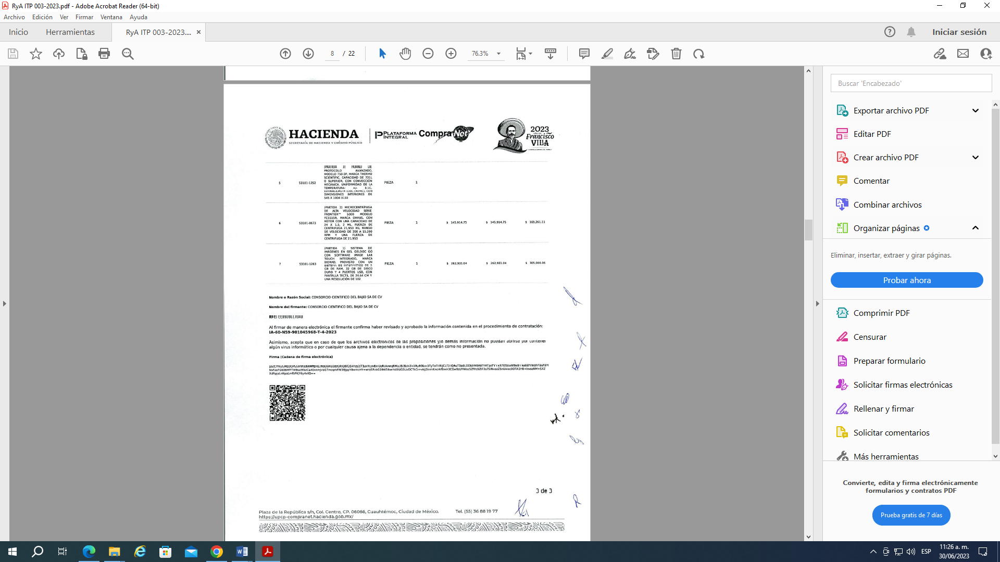 RyA ITP 003-2023.pdf - Adobe Acrobat Reader (64-bit)
Archivo Edición Ver Firmar Ventana Ayuda
Inicio Herramientas RyA ITP 003-2023.... × Iniciar sesión
8 / 22 76.3%
Buscar 'Encabezado'
Exportar archivo PDF
Editar PDF
Crear archivo PDF
Comentar
Combinar archivos
Organizar páginas
Eliminar, insertar, extraer y girar páginas.
Probar ahora
Comprimir PDF
Censurar
Preparar formulario
Solicitar firmas electrónicas
Rellenar y firmar
Solicitar comentarios
Más herramientas
Convierte, edita y firma electrónicamente
formularios y contratos PDF
Prueba gratis de 7 días
HACIENDA
SECRETARÍA DE HACIENDA Y CRÉDITO PÚBLICO
PLATAFORMA
INTEGRAL
CompraNet
2023
AÑO DE
Francisco
VILLA
(PARTIDA 3) HORNO DE
PROTOCOLO AVANZADO,
MODELO 750-3P, MARCA THERMO
SCIENTIFIC, CAPACIDAD DE 731L
O SUPERIOR, CON CONVECCIÓN
MECÁNICA, UNIFORMIDAD DE LA
TEMPERATURA: +/- 3.1C,
DIMENSIONES INTERIORES DE
545 X 1004 X133
5 53101-1252 PIEZA 1
(PARTIDA 2) MICROCENTRÍFUGA
DE ALTA VELOCIDAD SERIE
FRONTIER™ 5000 MODELO
FC5515R, MARCA OHAUS, CON
ROTOR CON UNA CAPACIDAD DE
24 X 1.5, 2 ML, FUERZA DE
CENTRIFUGA 21,953 XG, RANGO
DE VELOCIDAD DE 200 A 15,200
RPM Y UNA FUERZA DE
CENTRIFUGA DE 21,953
6 53101-0673 PIEZA 1 $ 145,914.75 $ 145,914.75 $ 169,261.11
(PARTIDA 1) SISTEMA DE
IMÁGENES EN GEL GELDOC GO
CON SOFTWARE IMAGE LAB
TOUCH INTEGRADO, MARCA
BIORAD, PROVISTO CON UN
SISTEMA DE INFORMÁTICO DE 2
GB DE RAM, 32 GB DE DISCO
DURO Y 4 PUERTOS USB, CON
PANTALLA TÁCTIL DE 24.64 CM Y
UNA RESOLUCIÓN DE 102
7 53101-1263 PIEZA 1 $ 262,931.04 $ 262,931.04 $ 305,000.06
Nombre o Razón Social: CONSORCIO CIENTIFICO DEL BAJIO SA DE CV
Nombre del firmante: CONSORCIO CIENTIFICO DEL BAJIO SA DE CV
RFC:
Al firmar de manera electrónica el firmante confirma haber revisado y aprobado la información contenida en el procedimiento de contratación:
IA-60-N59-901045968-T-4-2023
Asimismo, acepta que en caso de que los archivos electrónicos de las proposiciones y/o demás información no puedan abrirse por contener
algún virus informático o por cualquier causa ajena a la dependencia o entidad, se tendrán como no presentada.
Firma (Cadena de firma electrónica)
3 de 3
Plaza de la República s/n, Col. Centro, CP. 06066, Cuauhtémoc, Ciudad de México. Tel. (55) 36 88 19 77
https://upcp-compranet.hacienda.gob.mx/
ESP 11:26 a. m.
30/06/2023